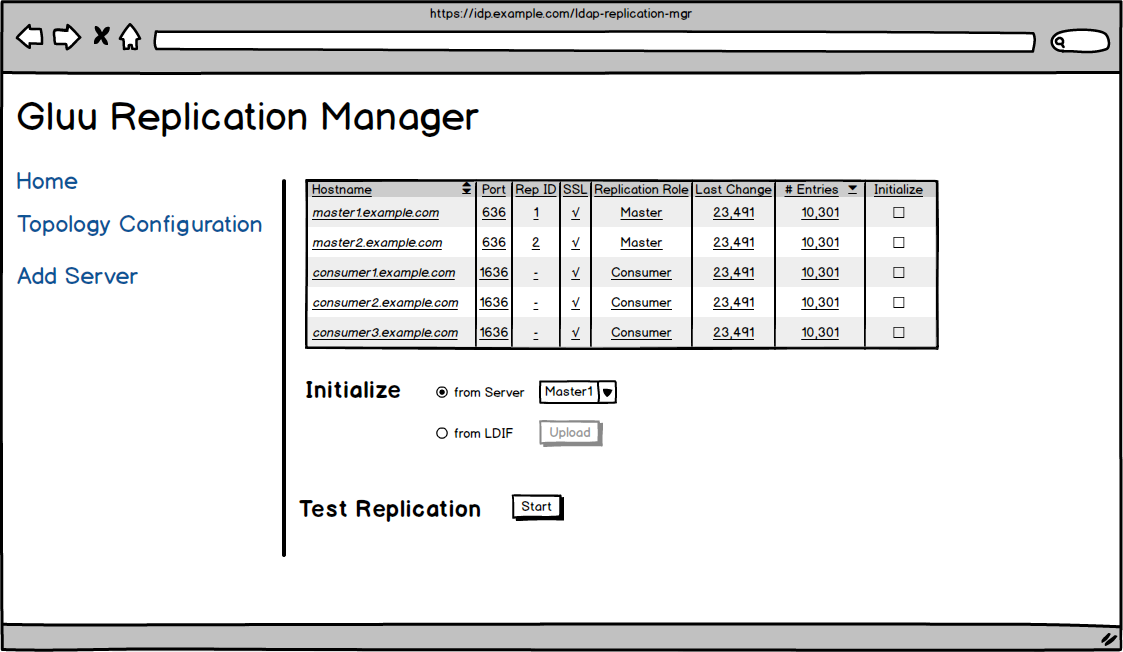 https://idp.example.com/ldap-replication-mgr
Gluu Replication Manager
Home
Topology Configuration
Add Server
Hostname Port Rep ID SSL Replication Role Last Change # Entries Initialize
master1.example.com 636 1 √ Master 23,491 10,301
master2.example.com 636 2 √ Master 23,491 10,301
consumer1.example.com 1636 - √ Consumer 23,491 10,301
consumer2.example.com 1636 - √ Consumer 23,491 10,301
consumer3.example.com 1636 - √ Consumer 23,491 10,301
Initialize from Server Master1
from LDIF Upload
Test Replication Start